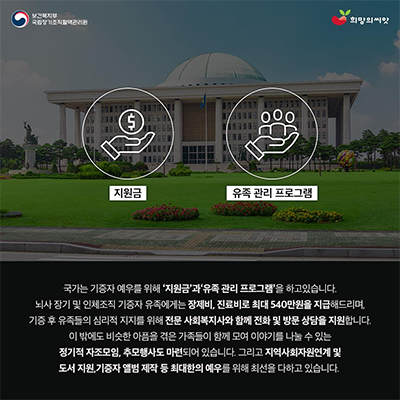 보건복지부
국립장기조직혈액관리원
희망의씨앗
지원금
유족 관리 프로그램
국가는 기증자 예우를 위해 '지원금'과'유족 관리 프로그램'을 하고있습니다.
뇌사 장기 및 인체조직 기증자 유족에게는 장제비, 진료비로 최대 540만원을 지급해드리며,
기증 후 유족들의 심리적 지지를 위해 전문 사회복지사와 함께 전화 및 방문 상담을 지원합니다.
이 밖에도 비슷한 아픔을 겪은 가족들이 함께 모여 이야기를 나눌 수 있는
정기적 자조모임, 추모행사도 마련되어 있습니다. 그리고 지역사회자원연계 및
도서 지원,기증자 앨범 제작 등 최대한의 예우를 위해 최선을 다하고 있습니다.